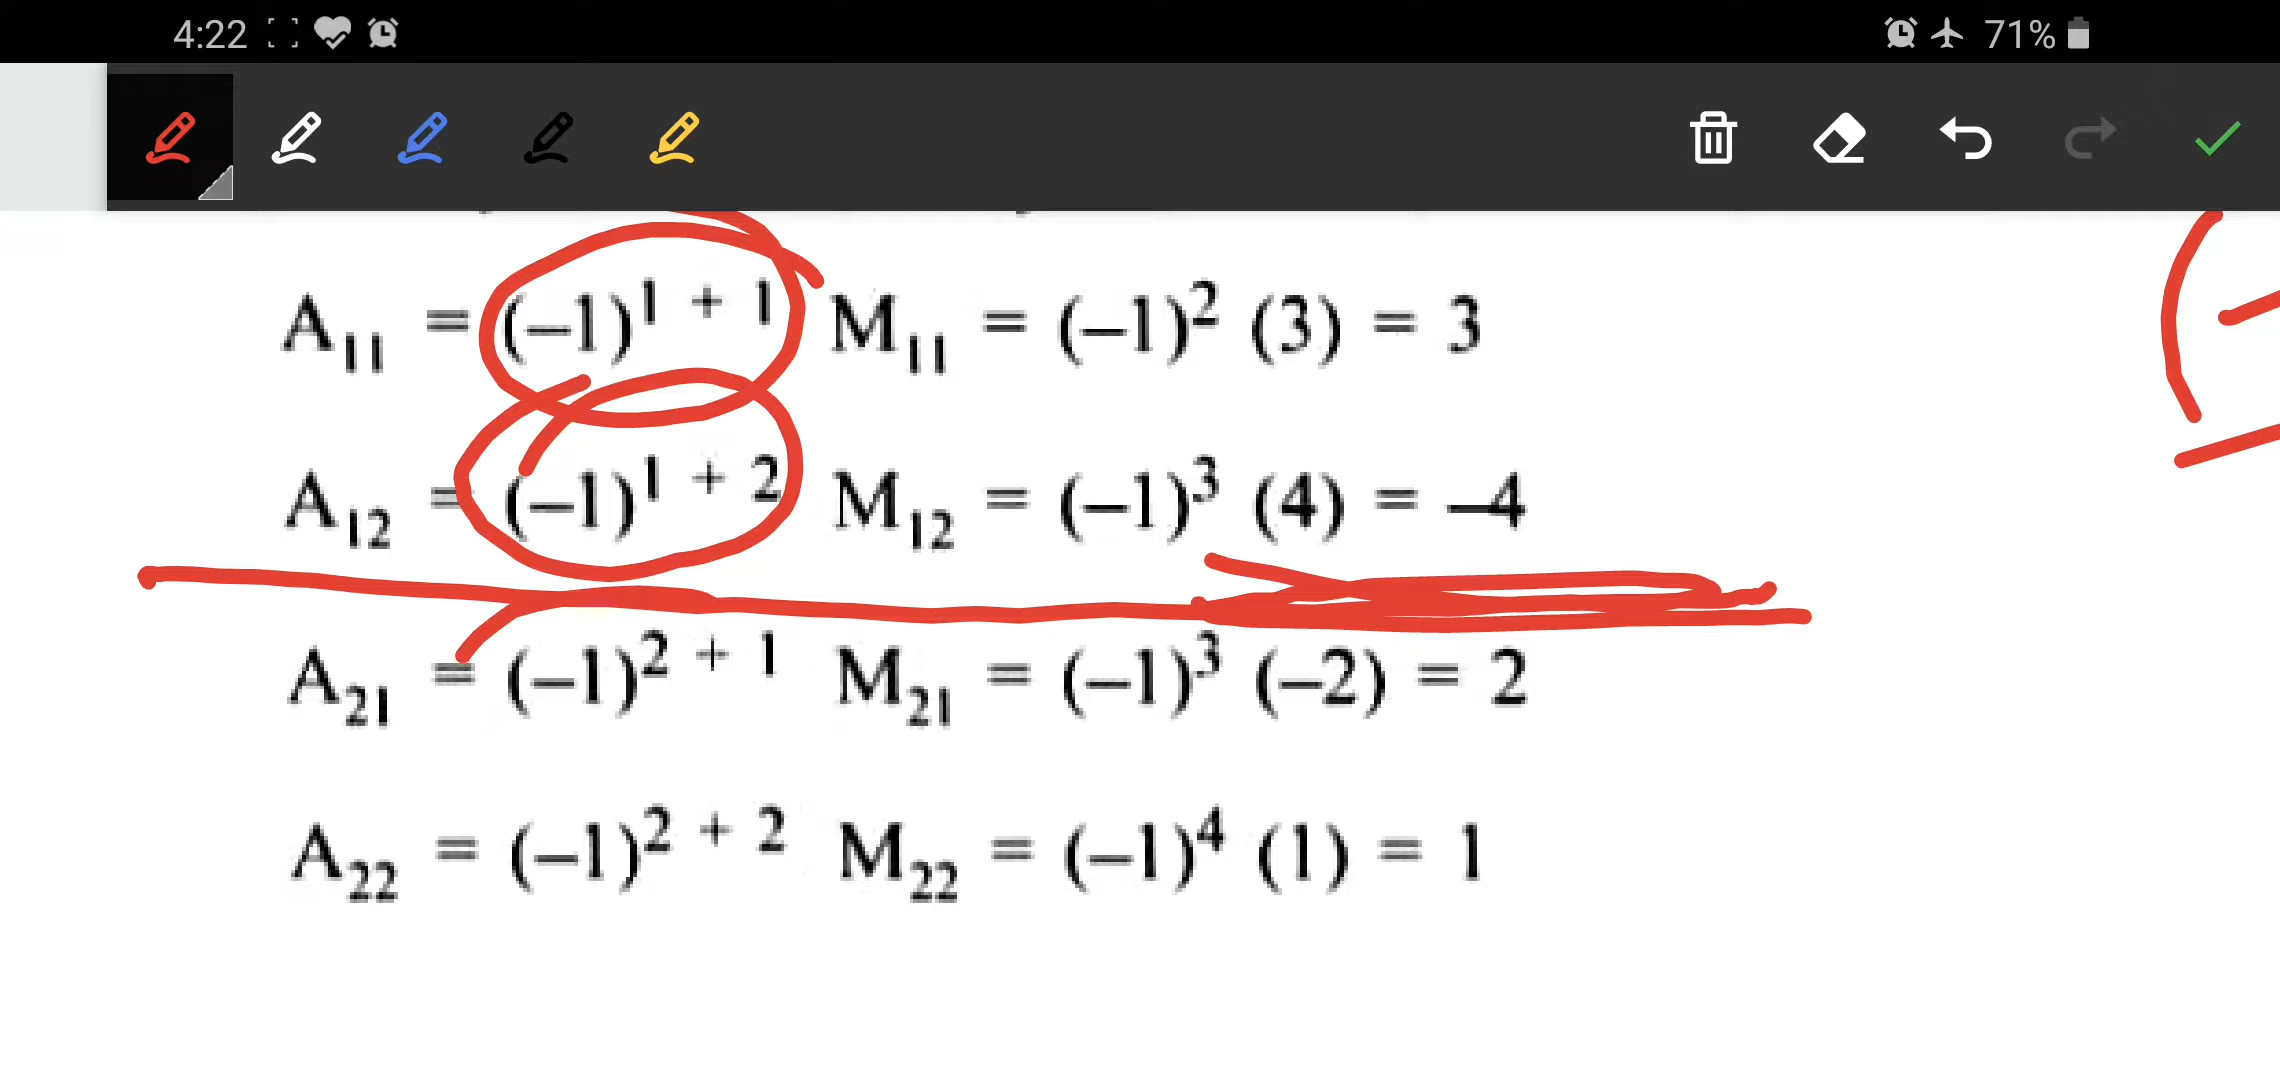 4:22 71%
A₁₁ = (–1)¹ ⁺ ¹ M₁₁ = (–1)² (3) = 3
A₁₂ = (–1)¹ ⁺ ² M₁₂ = (–1)³ (4) = –4
A₂₁ = (–1)² ⁺ ¹ M₂₁ = (–1)³ (–2) = 2
A₂₂ = (–1)² ⁺ ² M₂₂ = (–1)⁴ (1) = 1